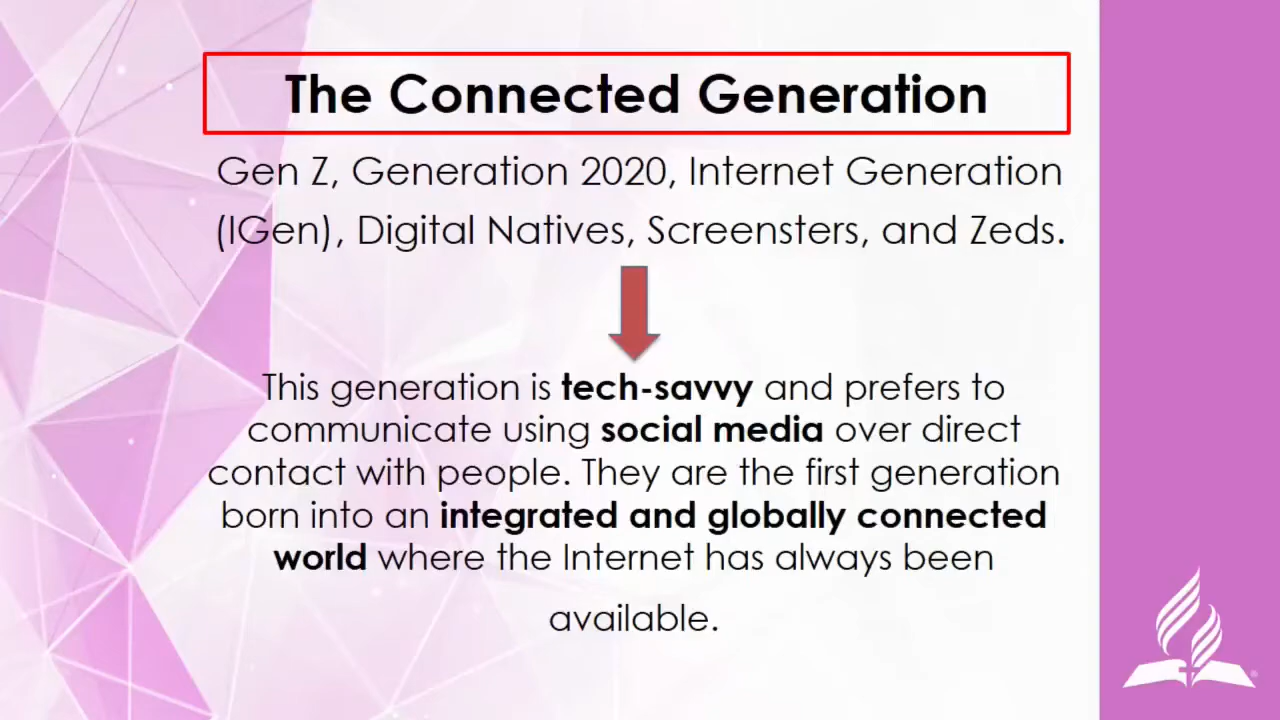 The Connected Generation
Gen Z, Generation 2020, Internet Generation
(IGen), Digital Natives, Screensters, and Zeds.
This generation is tech-savvy and prefers to
communicate using social media over direct
contact with people. They are the first generation
born into an integrated and globally connected
world where the Internet has always been
available.